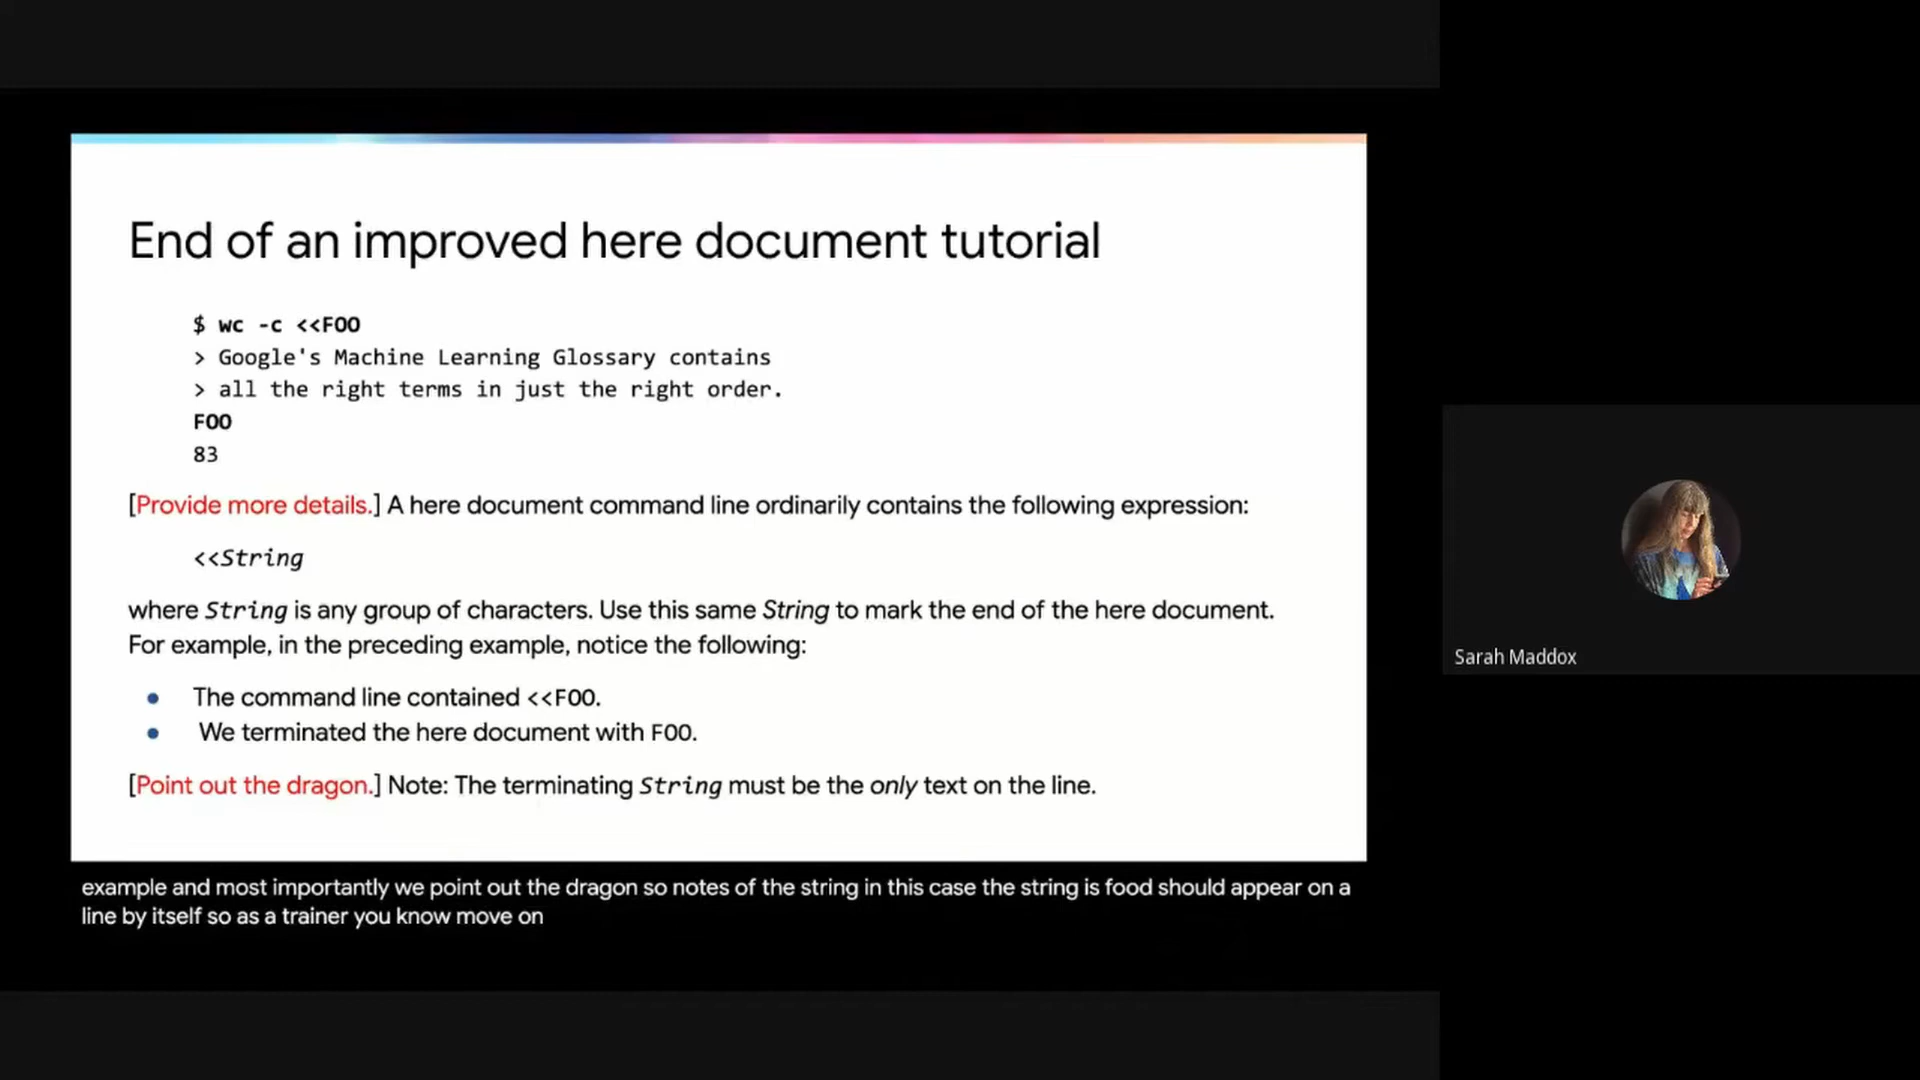 End of an improved here document tutorial
$ wc -c <<FOO
> Google's Machine Learning Glossary contains
> all the right terms in just the right order.
FOO
83
[Provide more details.] A here document command line ordinarily contains the following expression:
<<String
where String is any group of characters. Use this same String to mark the end of the here document.
For example, in the preceding example, notice the following:
● The command line contained <<FOO.
● We terminated the here document with FOO.
[Point out the dragon.] Note: The terminating String must be the only text on the line.
example and most importantly we point out the dragon so notes of the string in this case the string is food should appear on a
line by itself so as a trainer you know move on
Sarah Maddox